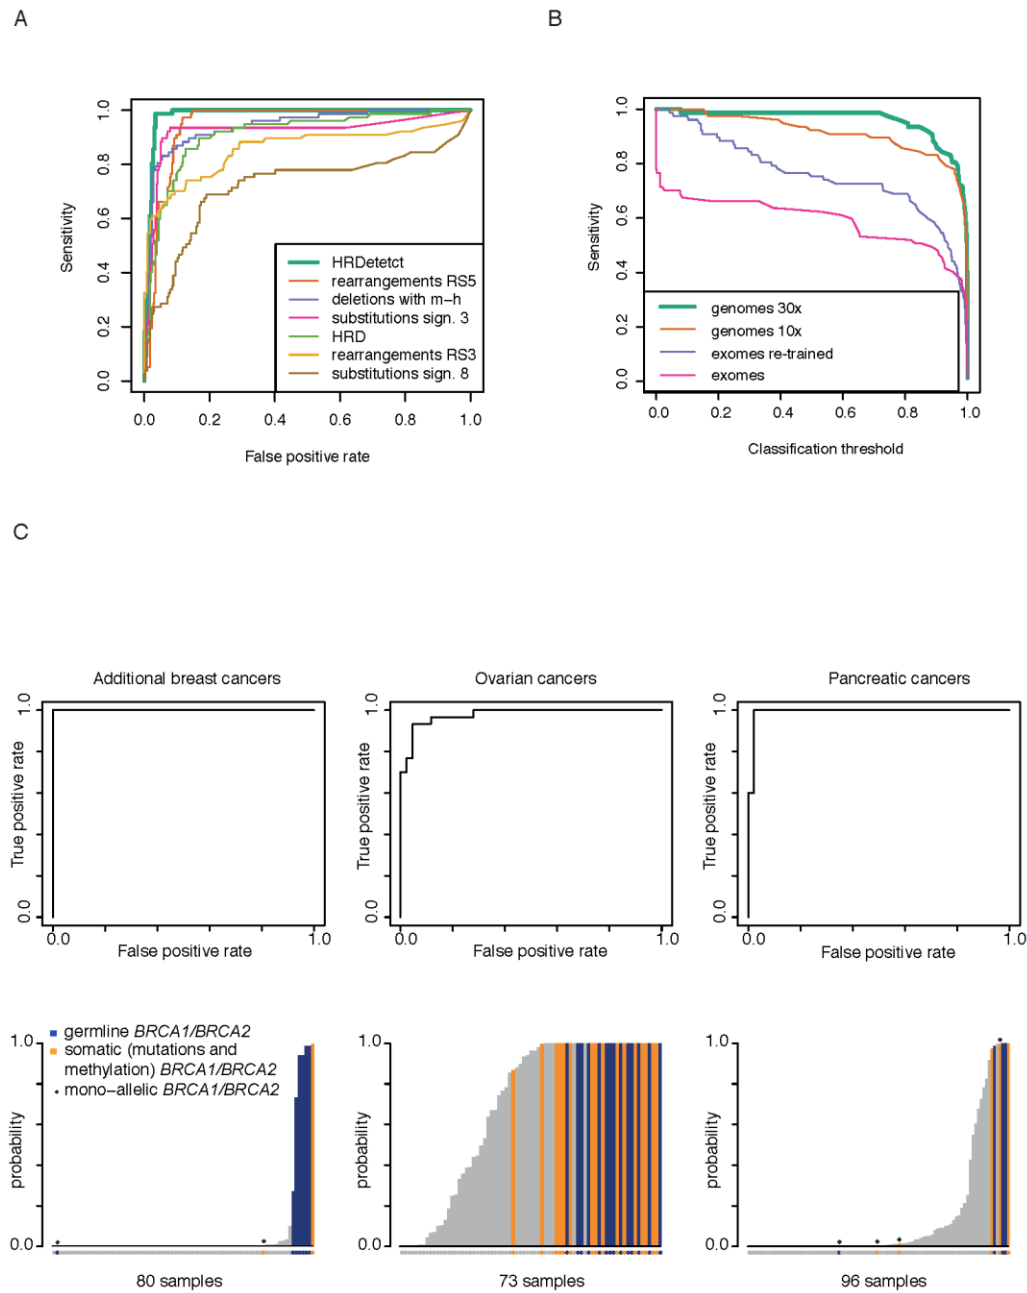 A
B
1.0
0.8
0.6
0.4
0.2
0.0
Sensitivity
HRDetetct
rearrangements RS5
deletions with m-h
substitutions sign. 3
HRD
rearrangements RS3
substitutions sign. 8
0.0 0.2 0.4 0.6 0.8 1.0
False positive rate
1.0
0.8
0.6
0.4
0.2
0.0
Sensitivity
genomes 30x
genomes 10x
exomes re-trained
exomes
0.0 0.2 0.4 0.6 0.8 1.0
Classification threshold
C
Additional breast cancers
1.0
True positive rate
0.0
0.0 1.0
False positive rate
Ovarian cancers
1.0
True positive rate
0.0
0.0 1.0
False positive rate
Pancreatic cancers
1.0
True positive rate
0.0
0.0 1.0
False positive rate
germline BRCA1/BRCA2
somatic (mutations and
methylation) BRCA1/BRCA2
mono-allelic BRCA1/BRCA2
1.0
probability
0.0
80 samples
1.0
probability
0.0
73 samples
1.0
probability
0.0
96 samples